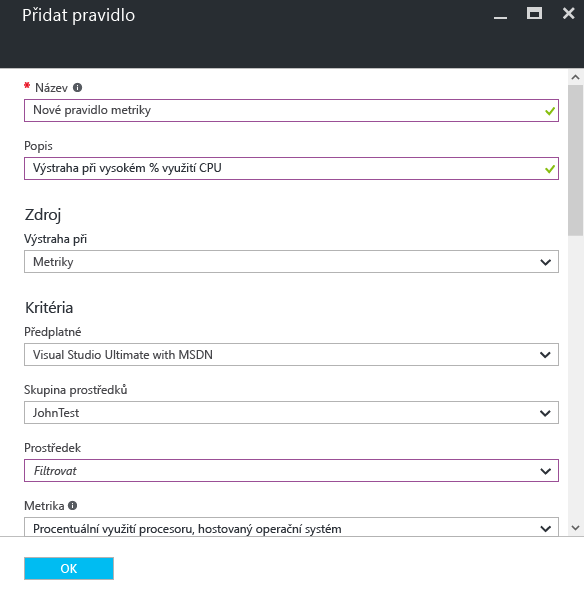 Přidat pravidlo
* Název
Nové pravidlo metriky
Popis
Výstraha při vysokém % využití CPU
Zdroj
Výstraha při
Metriky
Kritéria
Předplatné
Visual Studio Ultimate with MSDN
Skupina prostředků
JohnTest
Prostředek
Filtrovat
Metrika
Procentuální využití procesoru, hostovaný operační systém
OK